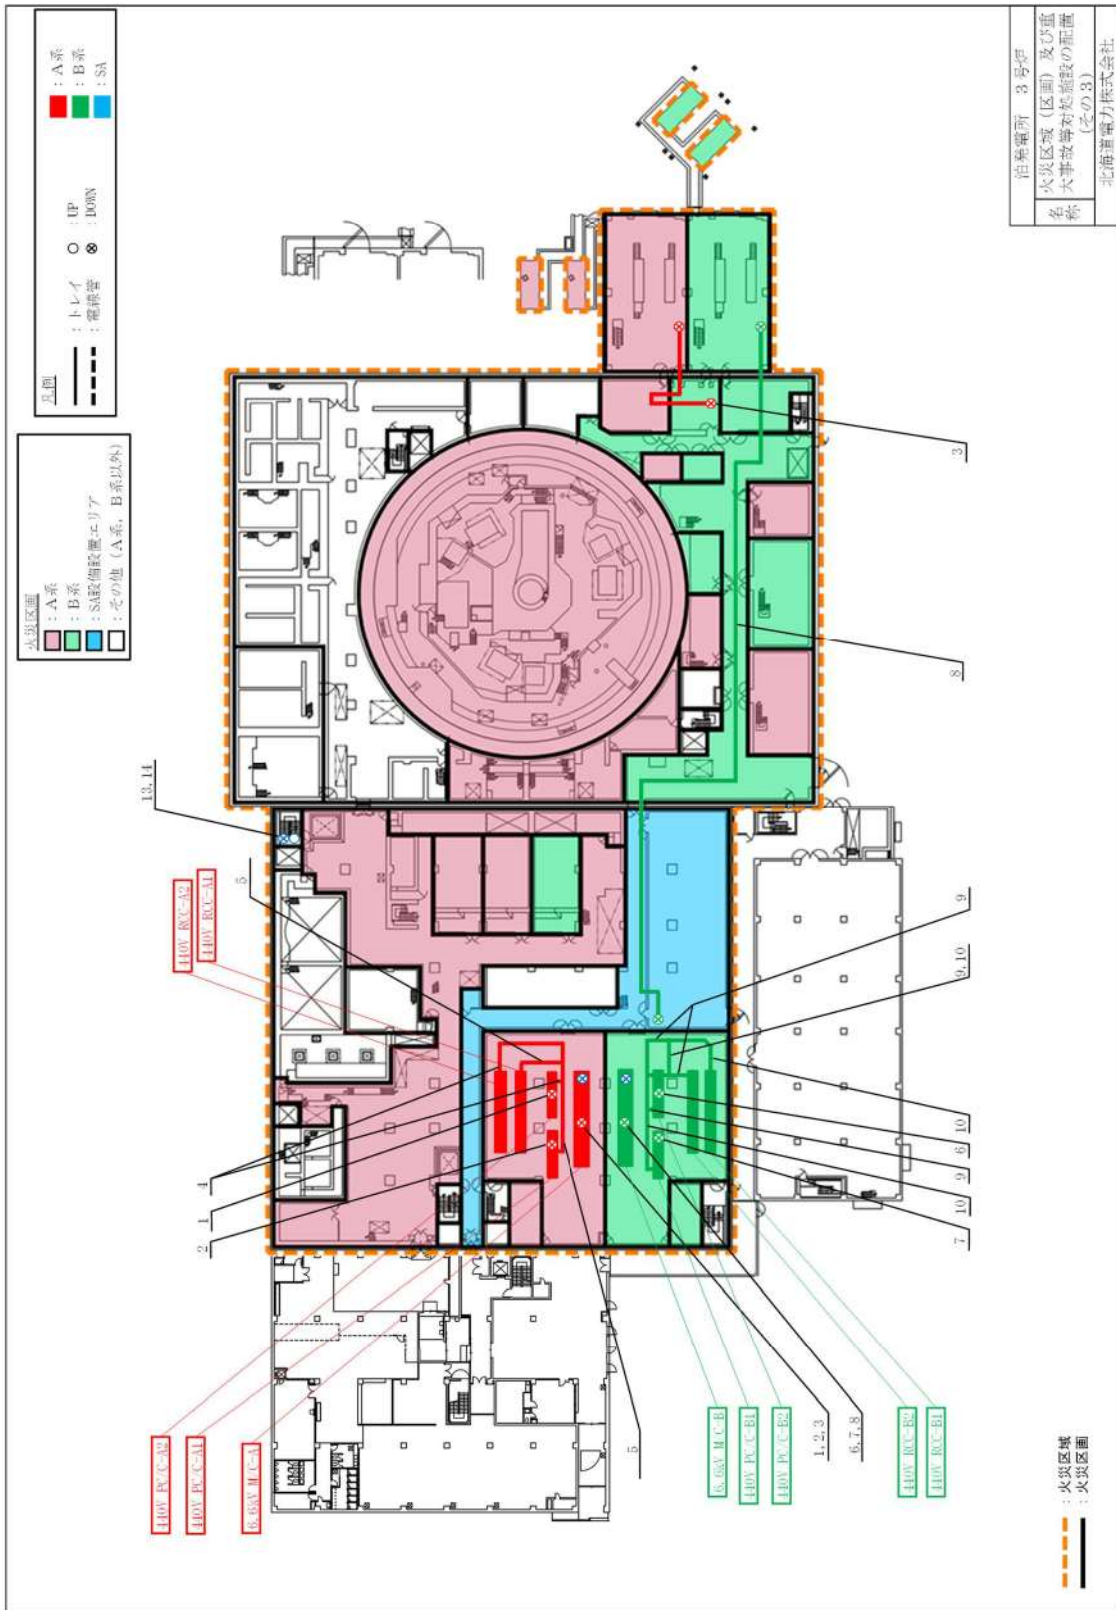 泊発電所 3号炉
名称
火災区域（区画）及び重
大事故等対処施設の配置
（その3）
北海道電力株式会社
凡例
: トレイ
: 電線管
○ : UP
⊗ : DOWN
: A系
: B系
: SA
火災区画
: A系
: B系
: SA設備設置エリア
: その他（A系，B系以外）
13,14
440V RCC-A2
440V RCC-A1
5
4
1
2
440V PC/C-A2
440V PC/C-A1
6.6kV M/C-A
5
3
8
9
9,10
10
6
9
10
7
6.6kV M/C-B
440V PC/C-B1
440V PC/C-B2
1,2,3
6,7,8
440V RCC-B2
440V RCC-B1
: 火災区域
: 火災区画